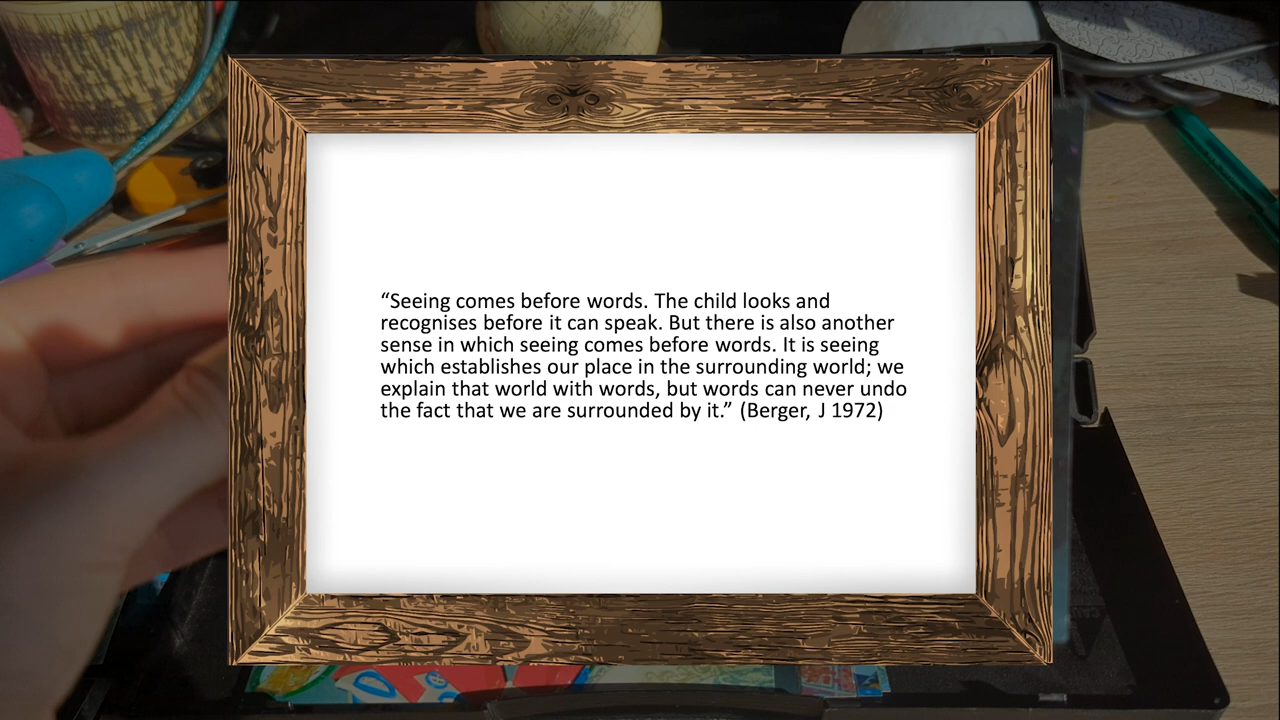 “Seeing comes before words. The child looks and
recognises before it can speak. But there is also another
sense in which seeing comes before words. It is seeing
which establishes our place in the surrounding world; we
explain that world with words, but words can never undo
the fact that we are surrounded by it.” (Berger, J 1972)